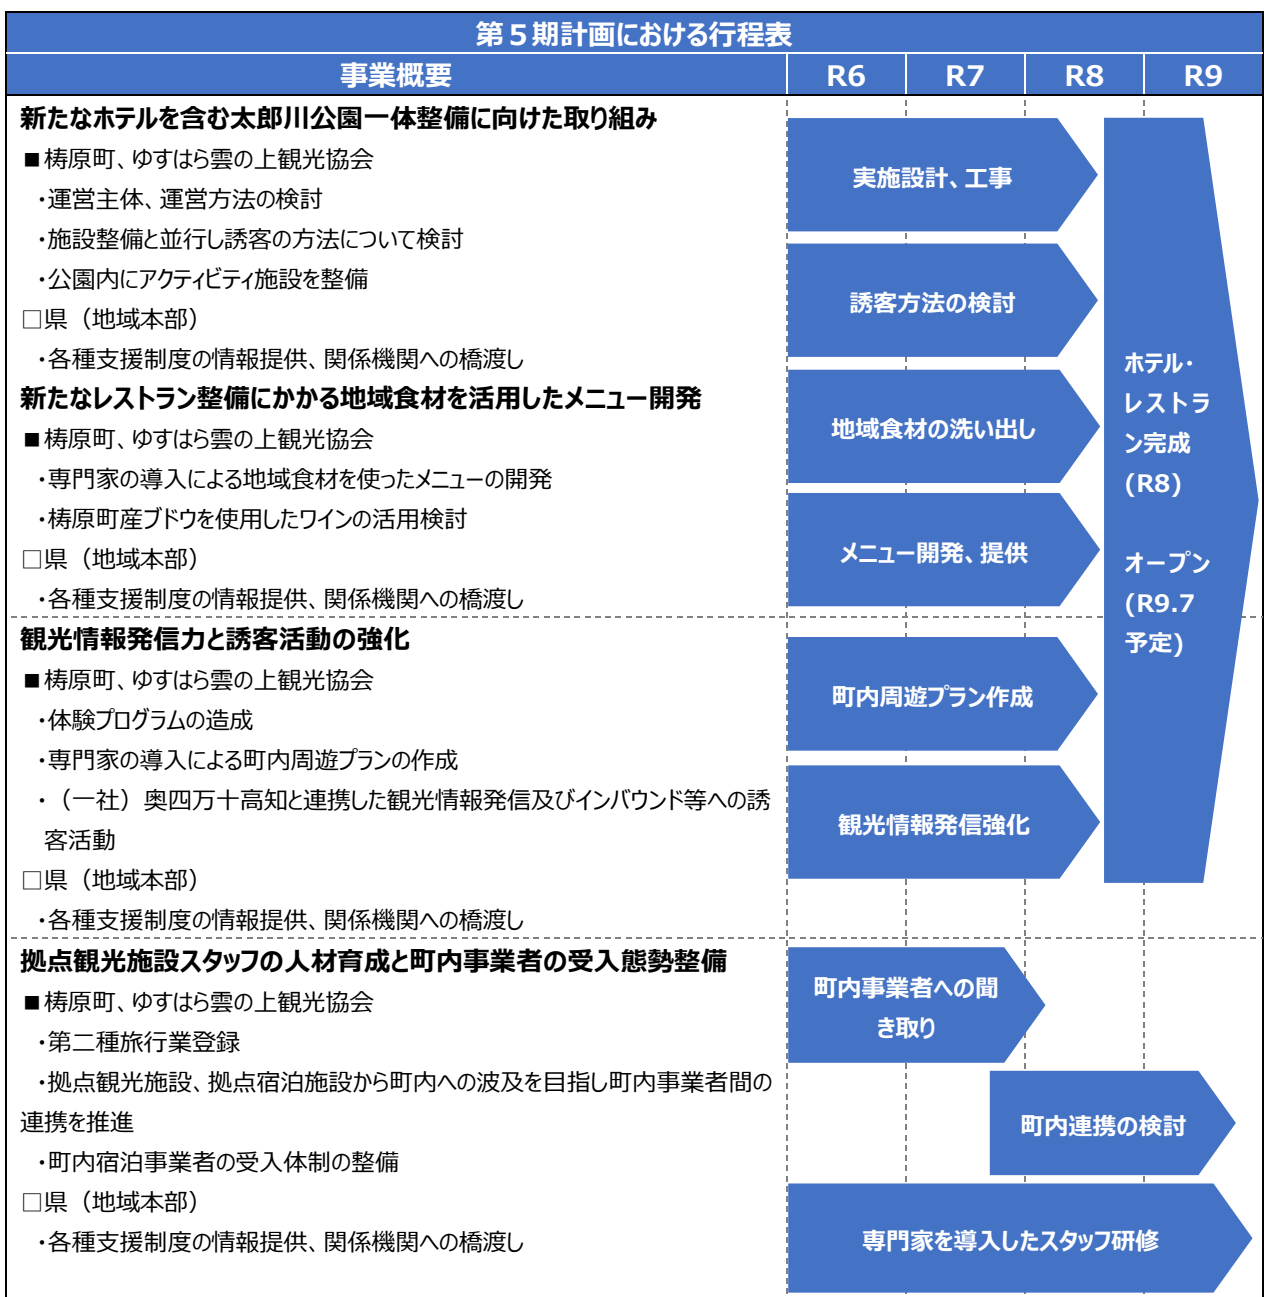 第５期計画における行程表
事業概要
R6
R7
R8
R9
新たなホテルを含む太郎川公園一体整備に向けた取り組み
■梼原町、ゆすはら雲の上観光協会
・運営主体、運営方法の検討
・施設整備と並行し誘客の方法について検討
・公園内にアクティビティ施設を整備
□県（地域本部）
・各種支援制度の情報提供、関係機関への橋渡し
新たなレストラン整備にかかる地域食材を活用したメニュー開発
■梼原町、ゆすはら雲の上観光協会
・専門家の導入による地域食材を使ったメニューの開発
・梼原町産ブドウを使用したワインの活用検討
□県（地域本部）
・各種支援制度の情報提供、関係機関への橋渡し
実施設計、工事
誘客方法の検討
地域食材の洗い出し
メニュー開発、提供
ホテル・
レストラ
ン完成
(R8)
オープン
(R9.7
予定)
観光情報発信力と誘客活動の強化
■梼原町、ゆすはら雲の上観光協会
・体験プログラムの造成
・専門家の導入による町内周遊プランの作成
・（一社）奥四万十高知と連携した観光情報発信及びインバウンド等への誘
客活動
□県（地域本部）
・各種支援制度の情報提供、関係機関への橋渡し
町内周遊プラン作成
観光情報発信強化
拠点観光施設スタッフの人材育成と町内事業者の受入態勢整備
■梼原町、ゆすはら雲の上観光協会
・第二種旅行業登録
・拠点観光施設、拠点宿泊施設から町内への波及を目指し町内事業者間の
連携を推進
・町内宿泊事業者の受入体制の整備
□県（地域本部）
・各種支援制度の情報提供、関係機関への橋渡し
町内事業者への聞
き取り
町内連携の検討
専門家を導入したスタッフ研修